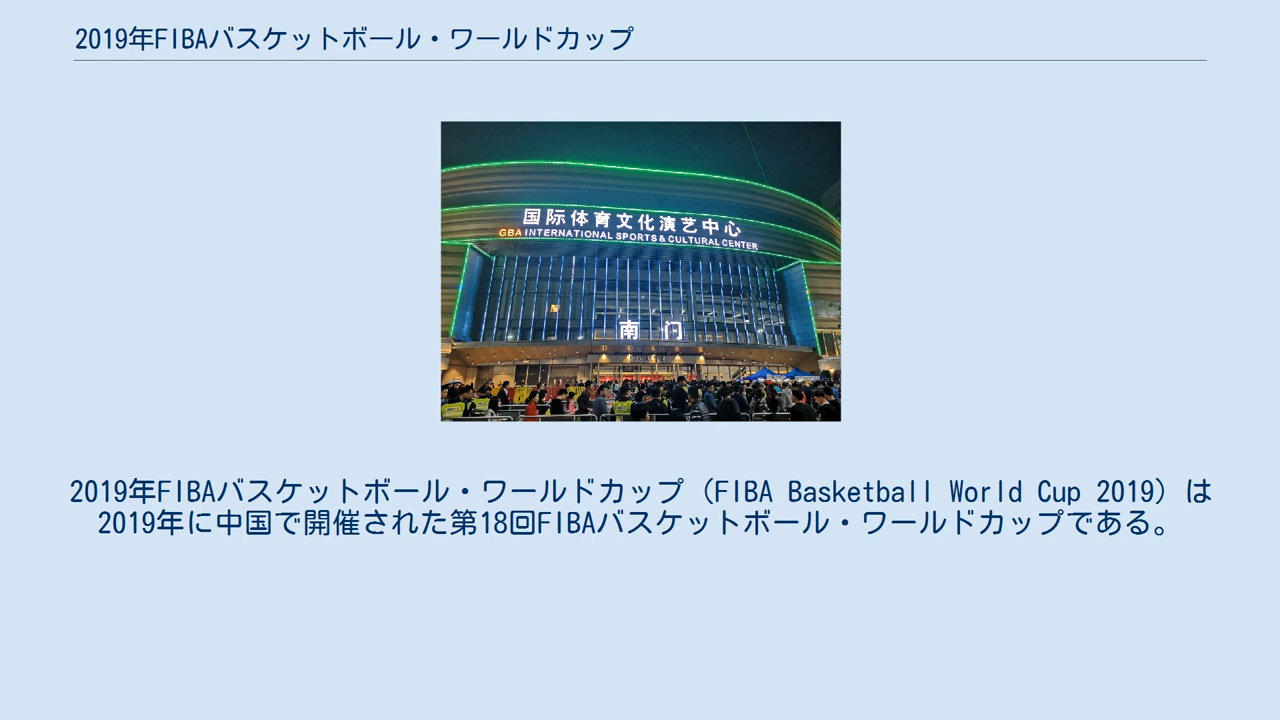 2019年FIBAバスケットボール・ワールドカップ
国际体育文化演艺中心
GBA INTERNATIONAL SPORTS & CULTURAL CENTER
南 门
2019年FIBAバスケットボール・ワールドカップ（FIBA Basketball World Cup 2019）は
2019年に中国で開催された第18回FIBAバスケットボール・ワールドカップである。